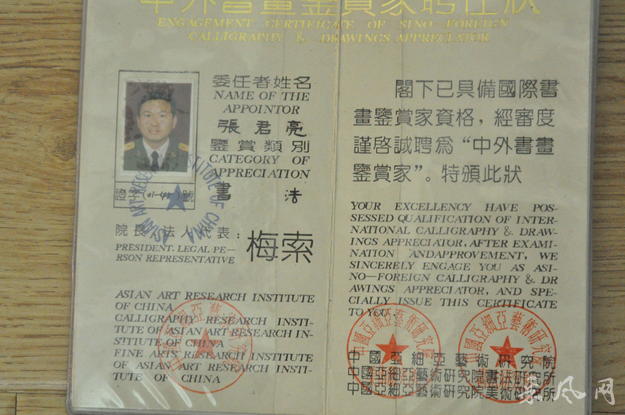 中外書畫鑒賞家聘任狀
ENGAGEMENT CERTIFICATE OF SINO FOREIGN
CALLIGRAPHY & DRAWINGS APPRECIATOR
委任者姓名
NAME OF THE
APPOINTOR
張君亮
鑒賞類別
CATEGORY OF
APPRECIATION
書 法
院長(法人)代表:
梅索
PRESIDENT, LEGAL PE-
RSON REPRESENTATIVE
ASIAN ART RESEARCH INSTITUTE
OF CHINA
CALLIGRAPHY RESEARCH INSTI-
TUTE OF ASIAN ART RESEARCH IN-
STITUTE OF CHINA
FINE ARTS RESEARCH INSTITUTE
OF ASIAN ART RESEARCH INSTI-
TUTE OF CHINA
閣下已具備國際書
畫鑒賞家資格,經審度
謹啓誠聘爲“中外書畫
鑒賞家”。特頒此狀
YOUR EXCELLENCY HAVE POS-
SESSED QUALIFICATION OF INTER-
NATIONAL CALLIGRAPHY & DRAW-
INGS APPRECIATOR, AFTER EXAMI-
NATION ANDAPPROVEMENT, WE
SINCERELY ENGAGE YOU AS ASI-
NO-FOREIGN CALLIGRAPHY & DR
AWINGS APPRECIATOR, AND SPE-
CIALLY ISSUE THIS CERTIFICATE
TO YOU
中國亞細亞藝術研究院
中國亞細亞藝術研究院書法研究所
中國亞細亞藝術研究院美術研究所